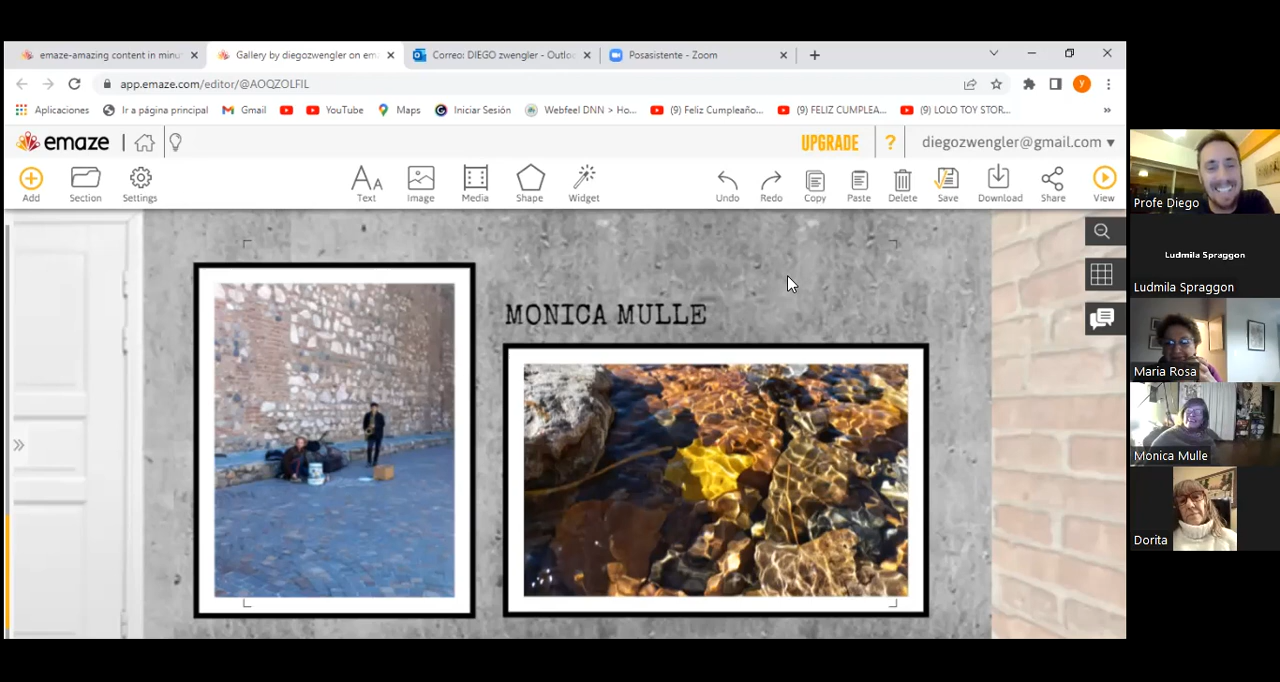 emaze-amazing content in minu
Gallery by diegozwengler on em
Correo: DIEGO zwengler - Outlo
Posasistente - Zoom
app.emaze.com/editor/@AOQZOLFIL
y
Aplicaciones
Ir a página principal
Gmail
YouTube
Maps
Iniciar Sesión
Webfeel DNN > Ho...
(9) Feliz Cumpleaño...
(9) FELIZ CUMPLEA...
(9) LOLO TOY STOR...
»
emaze
UPGRADE
?
diegozwengler@gmail.com
Add
Section
Settings
Text
Image
Media
Shape
Widget
Undo
Redo
Copy
Paste
Delete
Save
Download
Share
View
MONICA MULLE
Profe Diego
Ludmila Spraggon
Ludmila Spraggon
Maria Rosa
Monica Mulle
Dorita